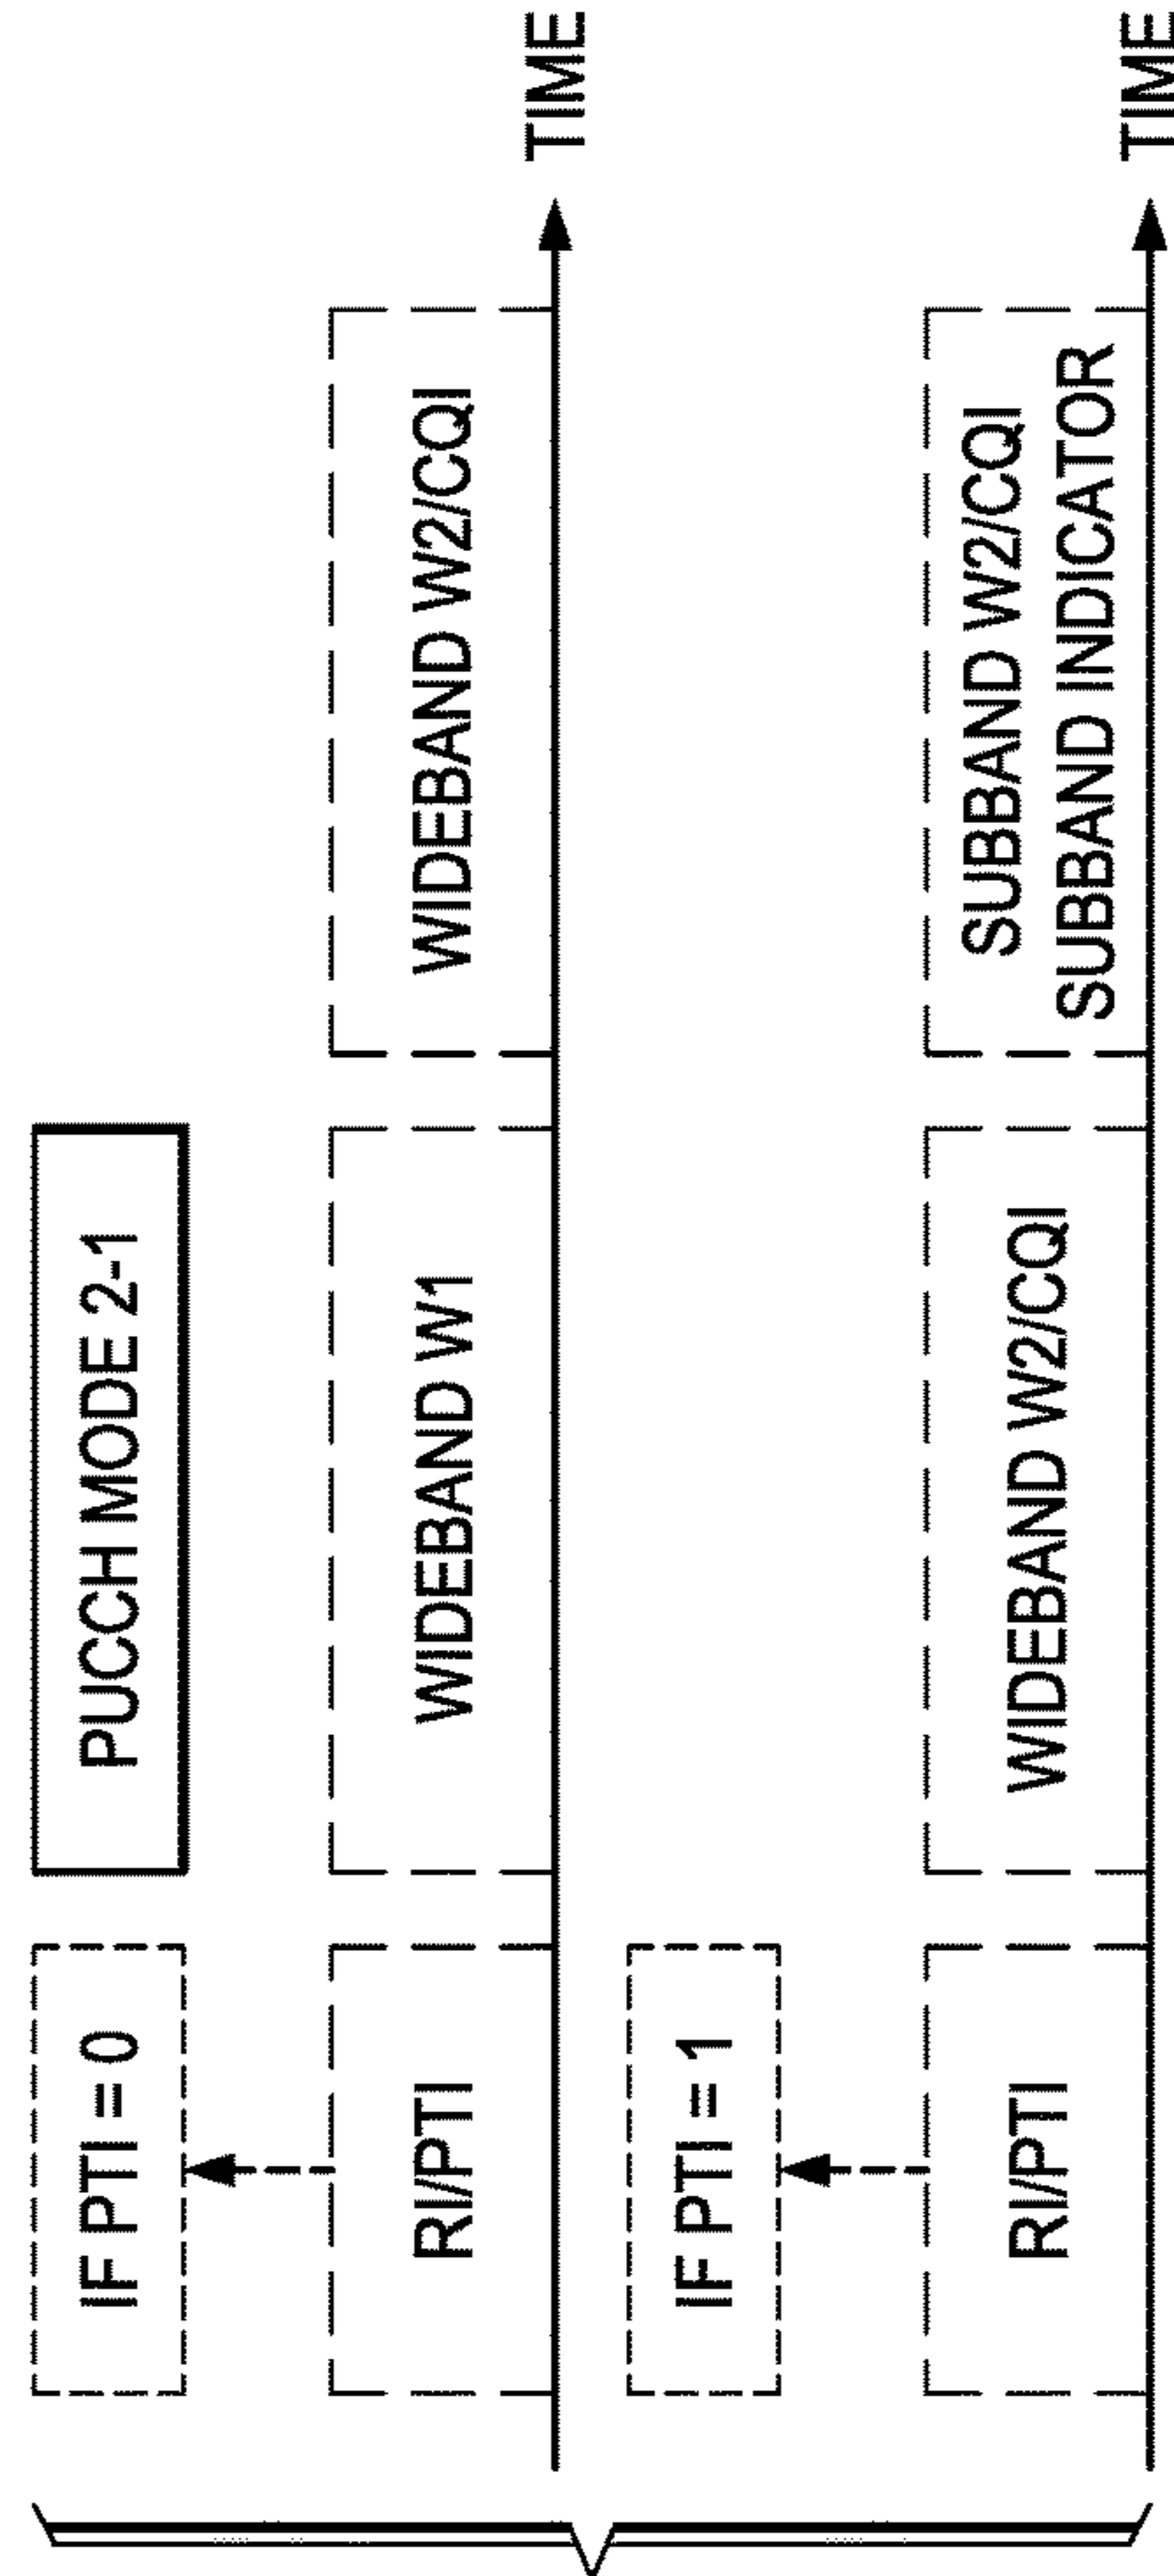 PUCCH MODE 2-1
IF PTI = 0
RI/PTI
WIDEBAND W1
WIDEBAND W2/CQI
TIME
IF PTI = 1
RI/PTI
WIDEBAND W2/CQI
SUBBAND W2/CQI
SUBBAND INDICATOR
TIME